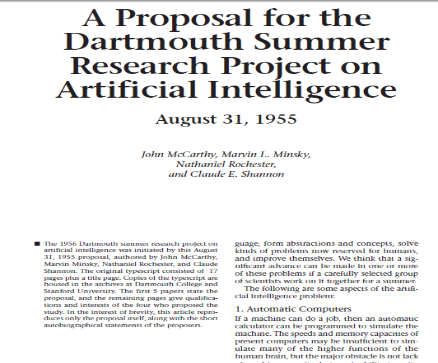 A Proposal for the
Dartmouth Summer
Research Project on
Artificial Intelligence
August 31, 1955
John McCarthy, Marvin L. Minsky,
Nathaniel Rochester,
and Claude E. Shannon
■ The 1956 Dartmouth summer research project on
artificial intelligence was initiated by this August
31, 1955 proposal, authored by John McCarthy,
Marvin Minsky, Nathaniel Rochester, and Claude
Shannon. The original typescript consisted of 17
pages plus a title page. Copies of the typescript are
housed in the archives at Dartmouth College and
Stanford University. The first 5 papers state the
proposal, and the remaining pages give qualifica-
tions and interests of the four who proposed the
study. In the interest of brevity, this article repro-
duces only the proposal itself, along with the short
autobiographical statements of the proposers.
guage, form abstractions and concepts, solve
kinds of problems now reserved for humans,
and improve themselves. We think that a sig-
nificant advance can be made in one or more
of these problems if a carefully selected group
of scientists work on it together for a summer.
The following are some aspects of the artifi-
cial intelligence problem:
1. Automatic Computers
If a machine can do a job, then an automatic
calculator can be programmed to simulate the
machine. The speeds and memory capacities of
present computers may be insufficient to sim-
ulate many of the higher functions of the
human brain, but the major obstacle is not lack